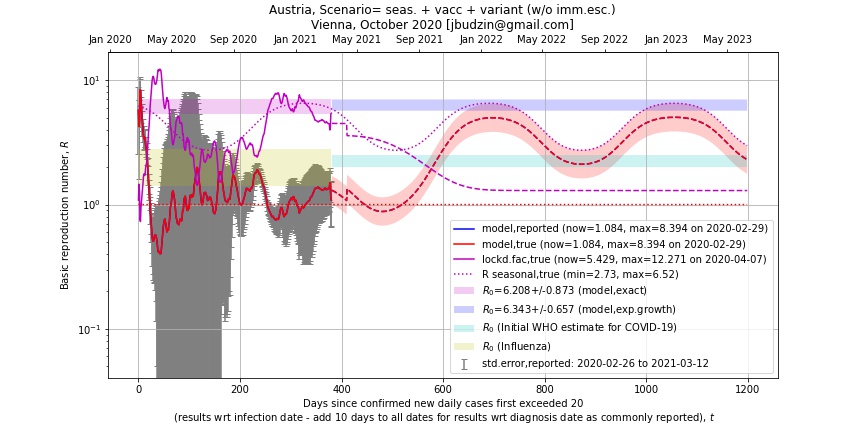 Austria, Scenario= seas. + vacc + variant (w/o imm.esc.)
Vienna, October 2020 [jbudzin@gmail.com]
Jan 2020 May 2020 Sep 2020 Jan 2021 May 2021 Sep 2021 Jan 2022 May 2022 Sep 2022 Jan 2023 May 2023
Basic reproduction number, R
10¹
10⁰
10⁻¹
model,reported (now=1.084, max=8.394 on 2020-02-29)
model,true (now=1.084, max=8.394 on 2020-02-29)
lockd.fac,true (now=5.429, max=12.271 on 2020-04-07)
R seasonal,true (min=2.73, max=6.52)
R₀=6.208+/-0.873 (model,exact)
R₀=6.343+/-0.657 (model,exp.growth)
R₀ (Initial WHO estimate for COVID-19)
R₀ (Influenza)
std.error,reported: 2020-02-26 to 2021-03-12
0 200 400 600 800 1000 1200
Days since confirmed new daily cases first exceeded 20
(results wrt infection date - add 10 days to all dates for results wrt diagnosis date as commonly reported), t